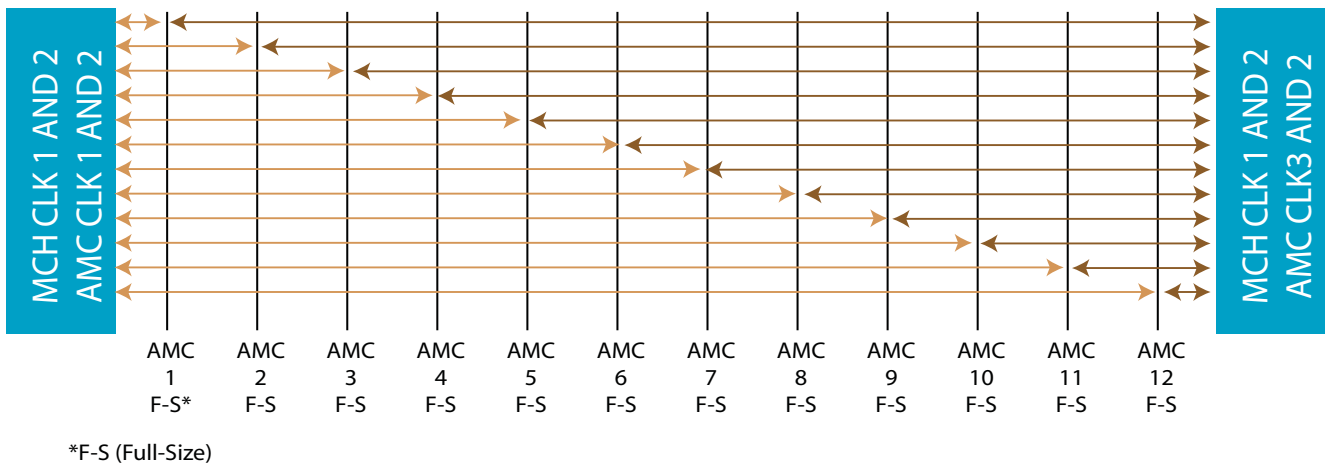 MCH CLK 1 AND 2
AMC CLK 1 AND 2
MCH CLK 1 AND 2
AMC CLK3 AND 2
AMC
1
F-S*
AMC
2
F-S
AMC
3
F-S
AMC
4
F-S
AMC
5
F-S
AMC
6
F-S
AMC
7
F-S
AMC
8
F-S
AMC
9
F-S
AMC
10
F-S
AMC
11
F-S
AMC
12
F-S
*F-S (Full-Size)